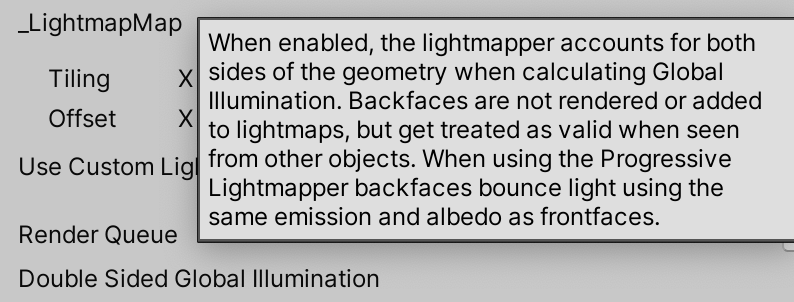 _LightmapMap
When enabled, the lightmapper accounts for both
sides of the geometry when calculating Global
Illumination. Backfaces are not rendered or added
to lightmaps, but get treated as valid when seen
from other objects. When using the Progressive
Lightmapper backfaces bounce light using the
same emission and albedo as frontfaces.
Tiling X
Offset X
Use Custom
Render Queue
Double Sided Global Illumination